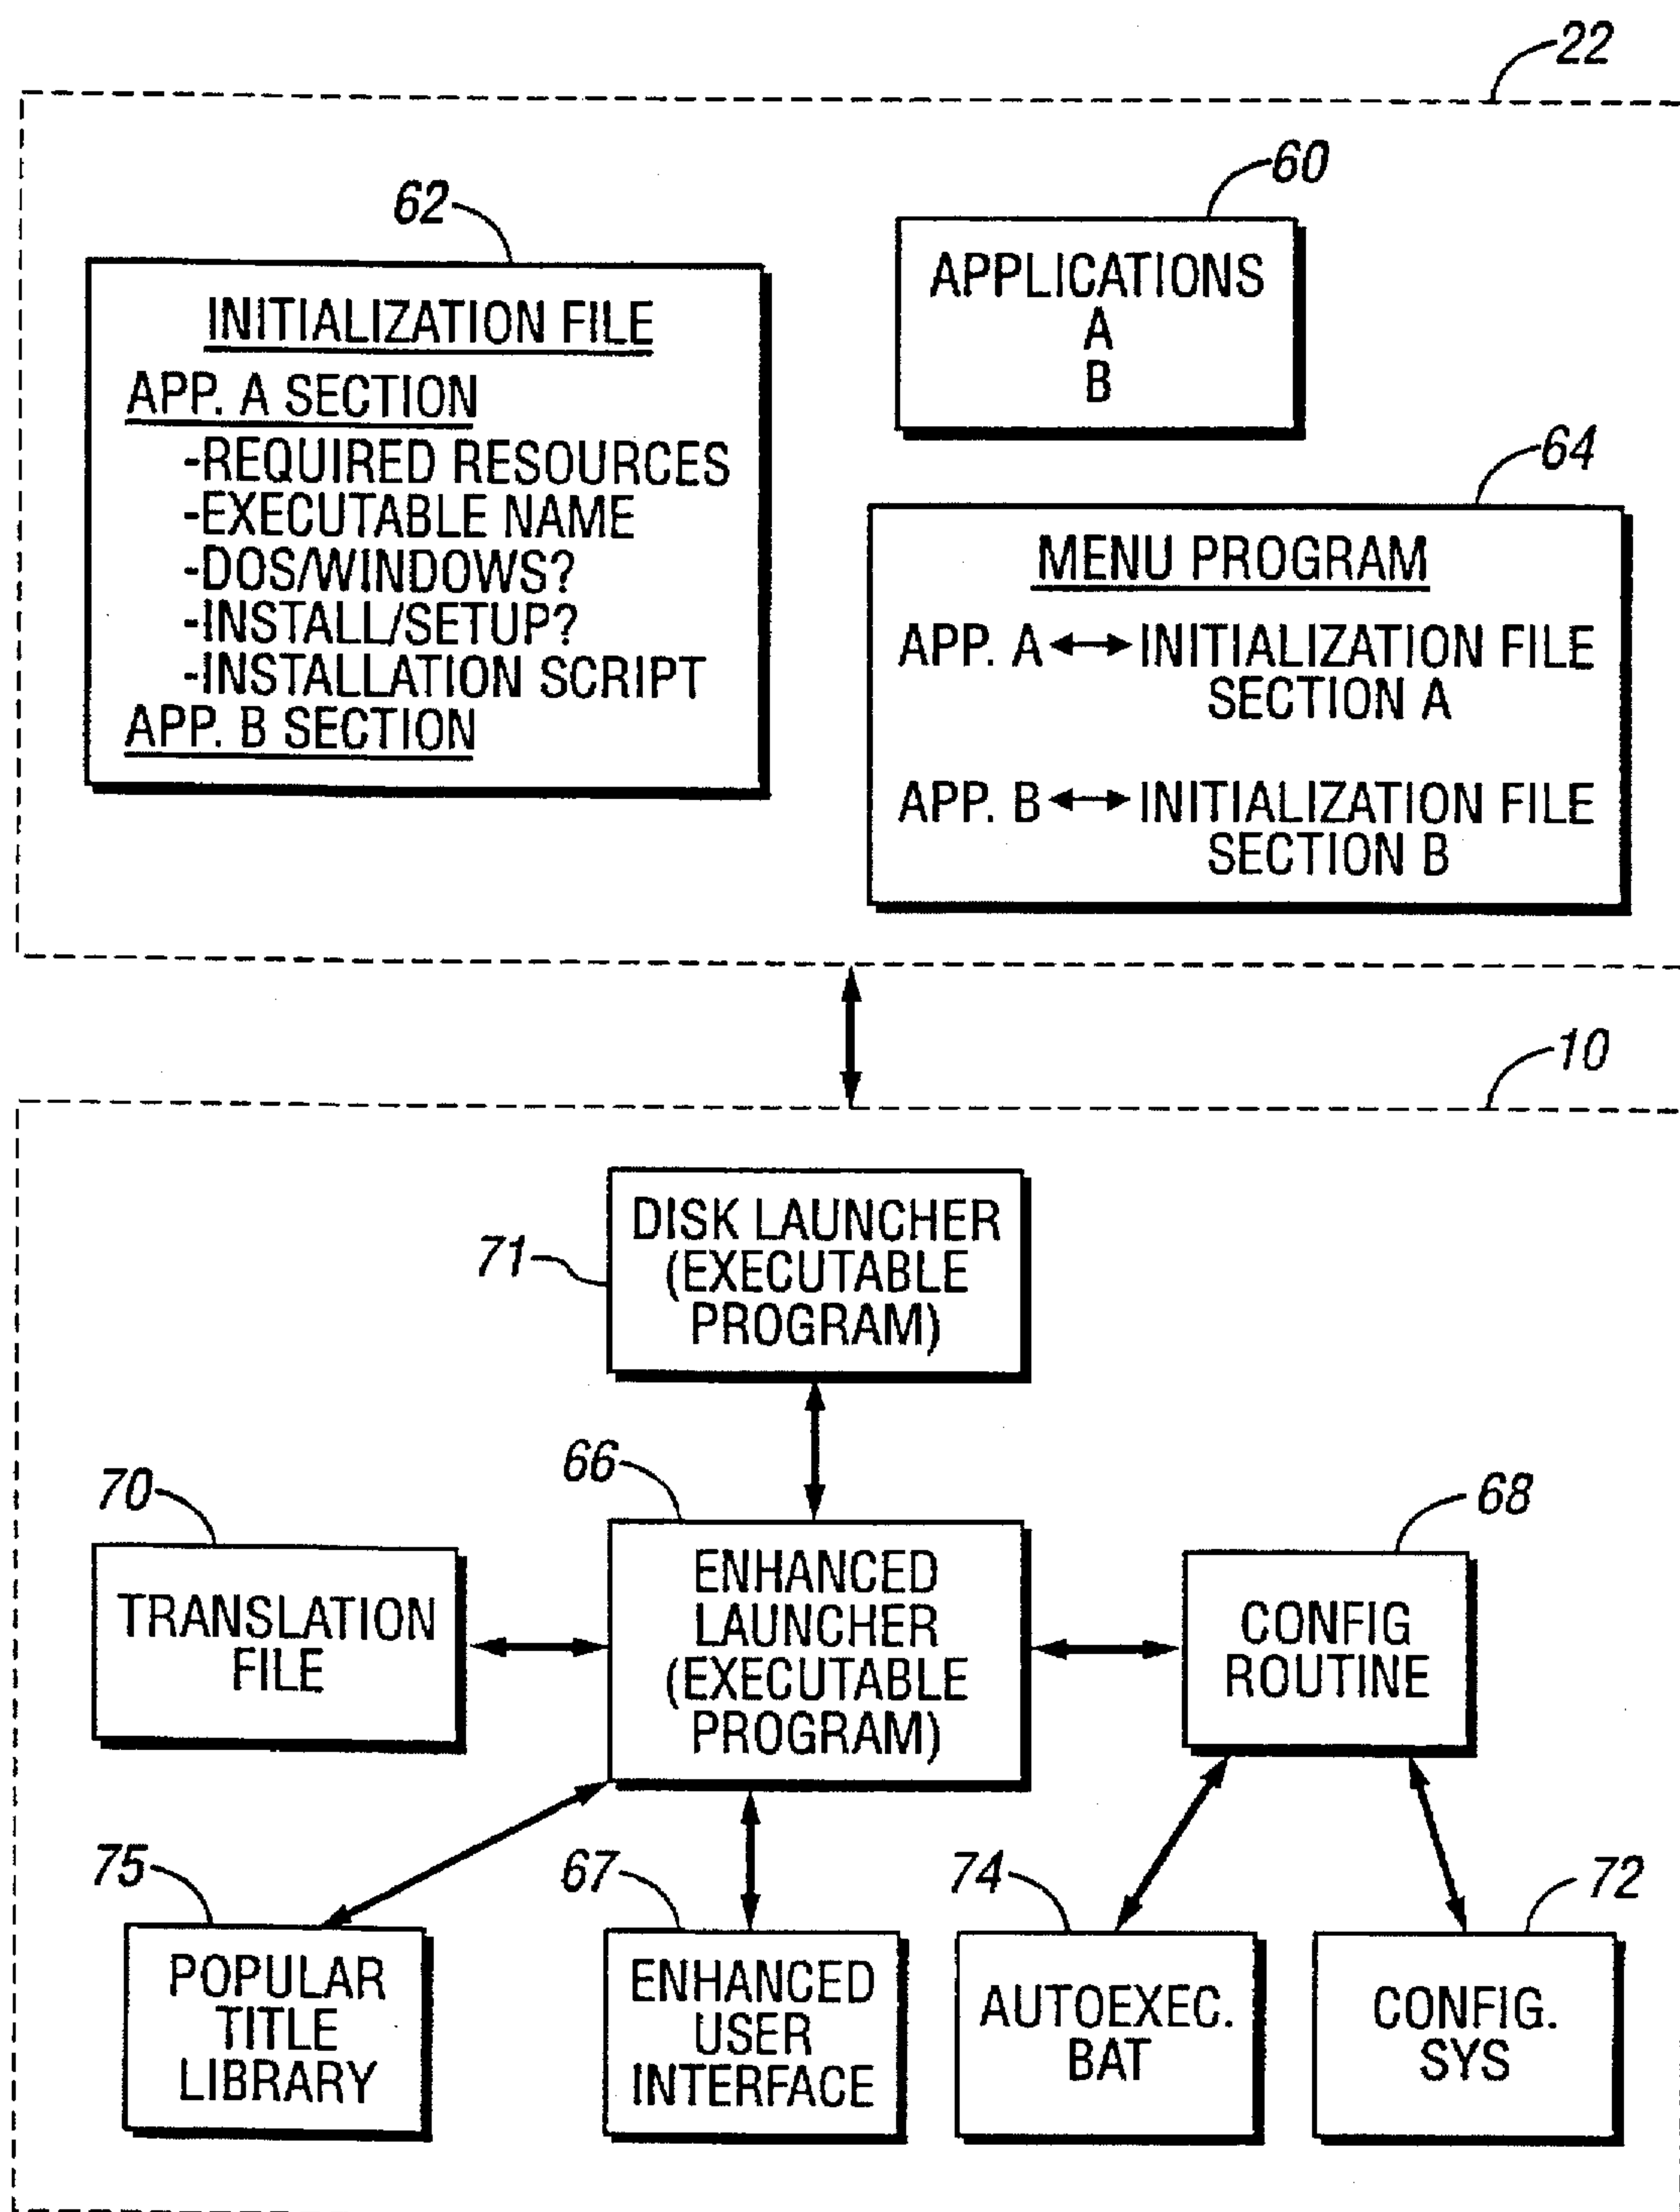 22
60
62
APPLICATIONS
A
B
INITIALIZATION FILE
APP. A SECTION
-REQUIRED RESOURCES
-EXECUTABLE NAME
-DOS/WINDOWS?
-INSTALL/SETUP?
-INSTALLATION SCRIPT
APP. B SECTION
64
MENU PROGRAM
APP. A ↔ INITIALIZATION FILE
SECTION A
APP. B ↔ INITIALIZATION FILE
SECTION B
10
71
DISK LAUNCHER
(EXECUTABLE
PROGRAM)
70
TRANSLATION
FILE
66
ENHANCED
LAUNCHER
(EXECUTABLE
PROGRAM)
68
CONFIG
ROUTINE
75
POPULAR
TITLE
LIBRARY
67
ENHANCED
USER
INTERFACE
74
AUTOEXEC.
BAT
72
CONFIG.
SYS